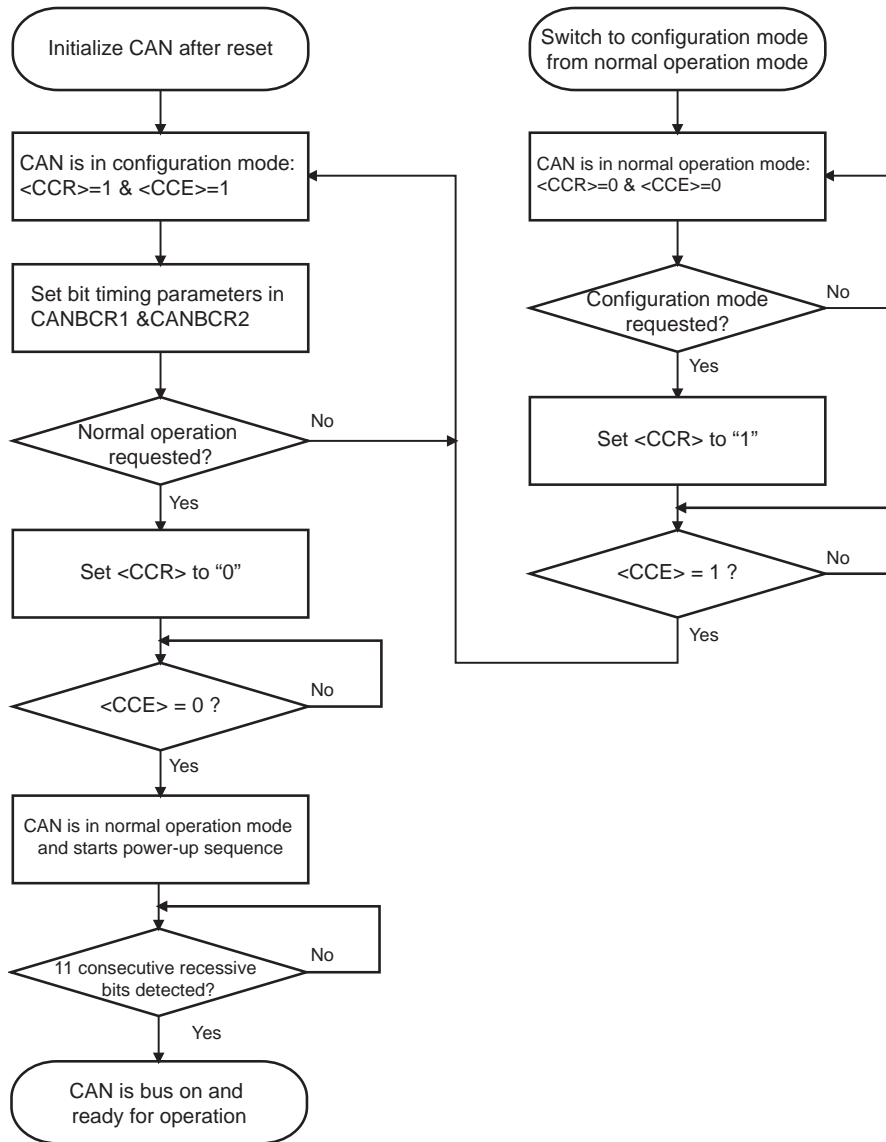 Initialize CAN after reset
CAN is in configuration mode:
<CCR>=1 & <CCE>=1
Set bit timing parameters in
CANBCR1 &CANBCR2
Normal operation
requested?
No
Yes
Set <CCR> to “0”
<CCE> = 0 ?
No
Yes
CAN is in normal operation mode
and starts power-up sequence
11 consecutive recessive
bits detected?
No
Yes
CAN is bus on and
ready for operation
Switch to configuration mode
from normal operation mode
CAN is in normal operation mode:
<CCR>=0 & <CCE>=0
Configuration mode
requested?
No
Yes
Set <CCR> to “1”
<CCE> = 1 ?
No
Yes